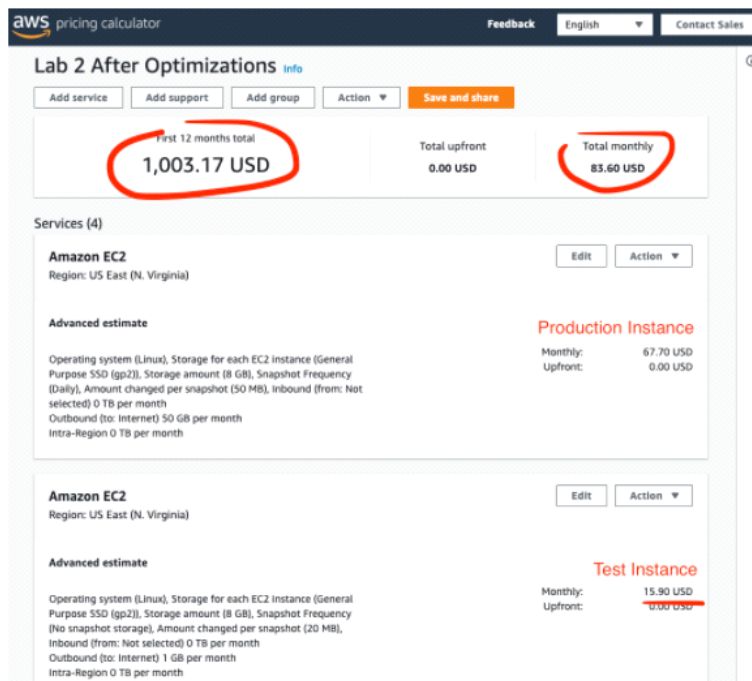 aws pricing calculator
Feedback
English
Contact Sales
Lab 2 After Optimizations Info
Add service
Add support
Add group
Action
Save and share
First 12 months total
1,003.17 USD
Total upfront
0.00 USD
Total monthly
83.60 USD
Services (4)
Amazon EC2
Region: US East (N. Virginia)
Edit
Action
Advanced estimate
Production Instance
Operating system (Linux), Storage for each EC2 instance (General
Purpose SSD (gp2)), Storage amount (8 GB), Snapshot Frequency
(Daily), Amount changed per snapshot (50 MB), Inbound (from: Not
selected) 0 TB per month
Outbound (to: Internet) 50 GB per month
Intra-Region 0 TB per month
Monthly: 67.70 USD
Upfront: 0.00 USD
Amazon EC2
Region: US East (N. Virginia)
Edit
Action
Advanced estimate
Test Instance
Operating system (Linux), Storage for each EC2 instance (General
Purpose SSD (gp2)), Storage amount (8 GB), Snapshot Frequency
(No snapshot storage), Amount changed per snapshot (20 MB),
Inbound (from: Not selected) 0 TB per month
Outbound (to: Internet) 1 GB per month
Intra-Region 0 TB per month
Monthly: 15.90 USD
Upfront: 0.00 USD